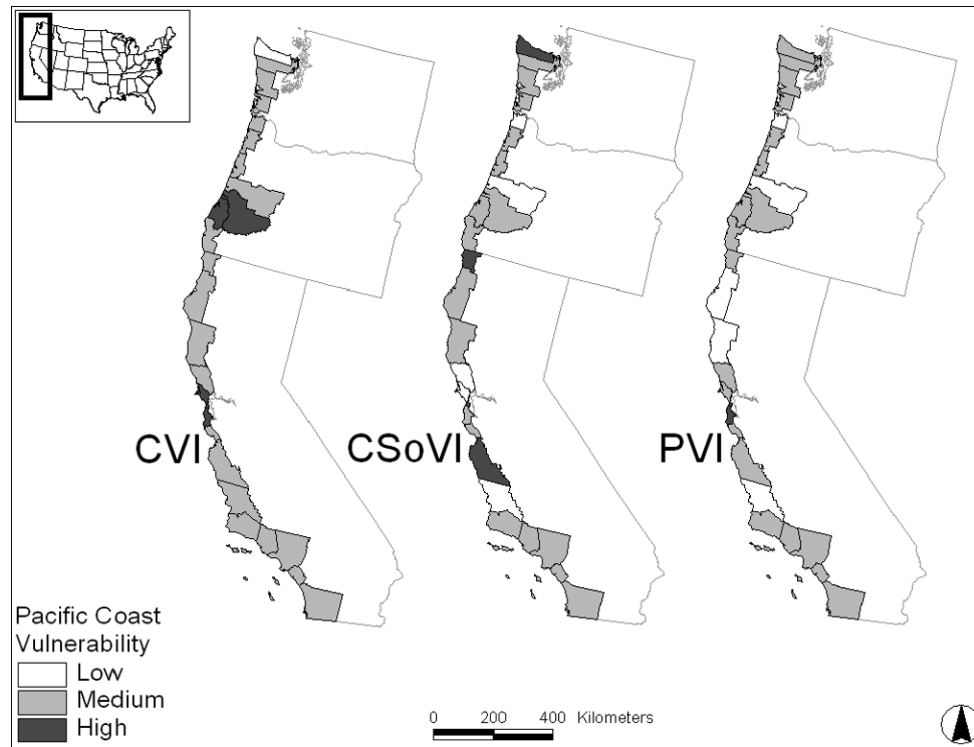 CVI
CSoVI
PVI
Pacific Coast
Vulnerability
Low
Medium
High
0 200 400 Kilometers